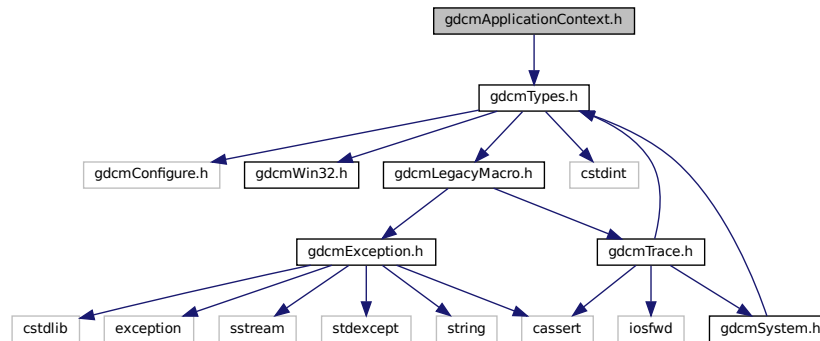 gdcmApplicationContext.h
gdcmTypes.h
gdcmConfigure.h
gdcmWin32.h
gdcmLegacyMacro.h
cstdint
gdcmException.h
gdcmTrace.h
cstdlib
exception
sstream
stdexcept
string
cassert
iosfwd
gdcmSystem.h